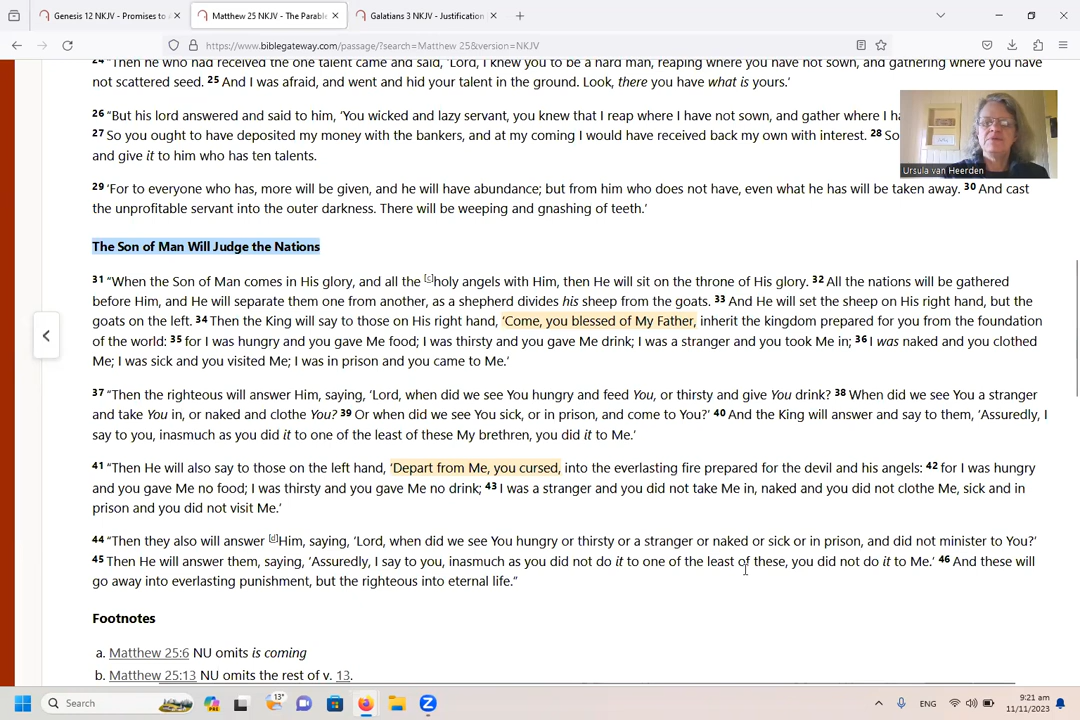 Genesis 12 NKJV - Promises to
Matthew 25 NKJV - The Parable
Galatians 3 NKJV - Justification
https://www.biblegateway.com/passage/?search=Matthew 25&version=NKJV
24 "Then he who had received the one talent came and said, 'Lord, I knew you to be a hard man, reaping where you have not sown, and gathering where you have
not scattered seed. 25 And I was afraid, and went and hid your talent in the ground. Look, there you have what is yours.'
26 "But his lord answered and said to him, 'You wicked and lazy servant, you knew that I reap where I have not sown, and gather where I ha
27 So you ought to have deposited my money with the bankers, and at my coming I would have received back my own with interest. 28 So
and give it to him who has ten talents.
Ursula van Heerden
29 'For to everyone who has, more will be given, and he will have abundance; but from him who does not have, even what he has will be taken away. 30 And cast
the unprofitable servant into the outer darkness. There will be weeping and gnashing of teeth.'
The Son of Man Will Judge the Nations
31 "When the Son of Man comes in His glory, and all the [c]holy angels with Him, then He will sit on the throne of His glory. 32 All the nations will be gathered
before Him, and He will separate them one from another, as a shepherd divides his sheep from the goats. 33 And He will set the sheep on His right hand, but the
goats on the left. 34 Then the King will say to those on His right hand, 'Come, you blessed of My Father, inherit the kingdom prepared for you from the foundation
of the world: 35 for I was hungry and you gave Me food; I was thirsty and you gave Me drink; I was a stranger and you took Me in; 36 I was naked and you clothed
Me; I was sick and you visited Me; I was in prison and you came to Me.'
37 "Then the righteous will answer Him, saying, 'Lord, when did we see You hungry and feed You, or thirsty and give You drink? 38 When did we see You a stranger
and take You in, or naked and clothe You? 39 Or when did we see You sick, or in prison, and come to You?' 40 And the King will answer and say to them, 'Assuredly, I
say to you, inasmuch as you did it to one of the least of these My brethren, you did it to Me.'
41 "Then He will also say to those on the left hand, 'Depart from Me, you cursed, into the everlasting fire prepared for the devil and his angels: 42 for I was hungry
and you gave Me no food; I was thirsty and you gave Me no drink; 43 I was a stranger and you did not take Me in, naked and you did not clothe Me, sick and in
prison and you did not visit Me.'
44 "Then they also will answer [d]Him, saying, 'Lord, when did we see You hungry or thirsty or a stranger or naked or sick or in prison, and did not minister to You?'
45 Then He will answer them, saying, 'Assuredly, I say to you, inasmuch as you did not do it to one of the least of these, you did not do it to Me.' 46 And these will
go away into everlasting punishment, but the righteous into eternal life."
Footnotes
a. Matthew 25:6 NU omits is coming
b. Matthew 25:13 NU omits the rest of v. 13.
Search
13°
ENG
9:21 am
11/11/2023